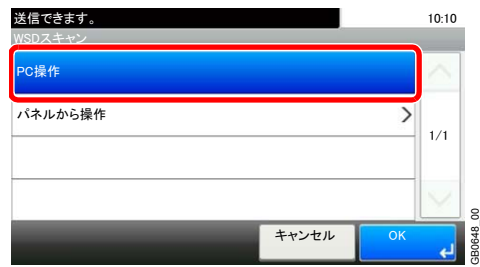 送信できます。 10:10
WSDスキャン
PC操作
パネルから操作
1/1
キャンセル OK
GB0648_00